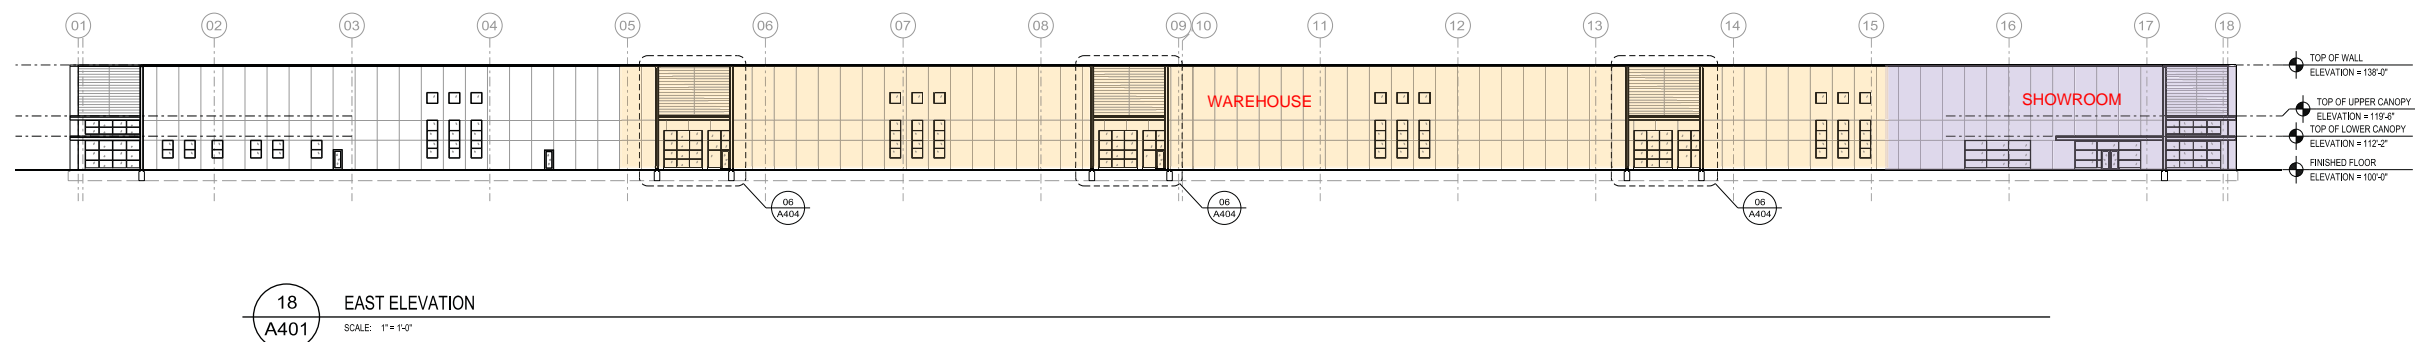 01 02 03 04 05 06 07 08 09 10 11 12 13 14 15 16 17 18
TOP OF WALL
ELEVATION = 138'-0"
WAREHOUSE
SHOWROOM
TOP OF UPPER CANOPY
ELEVATION = 119'-6"
TOP OF LOWER CANOPY
ELEVATION = 112'-2"
FINISHED FLOOR
ELEVATION = 100'-0"
06
A404
06
A404
06
A404
18
A401
EAST ELEVATION
SCALE: 1" = 1'-0"